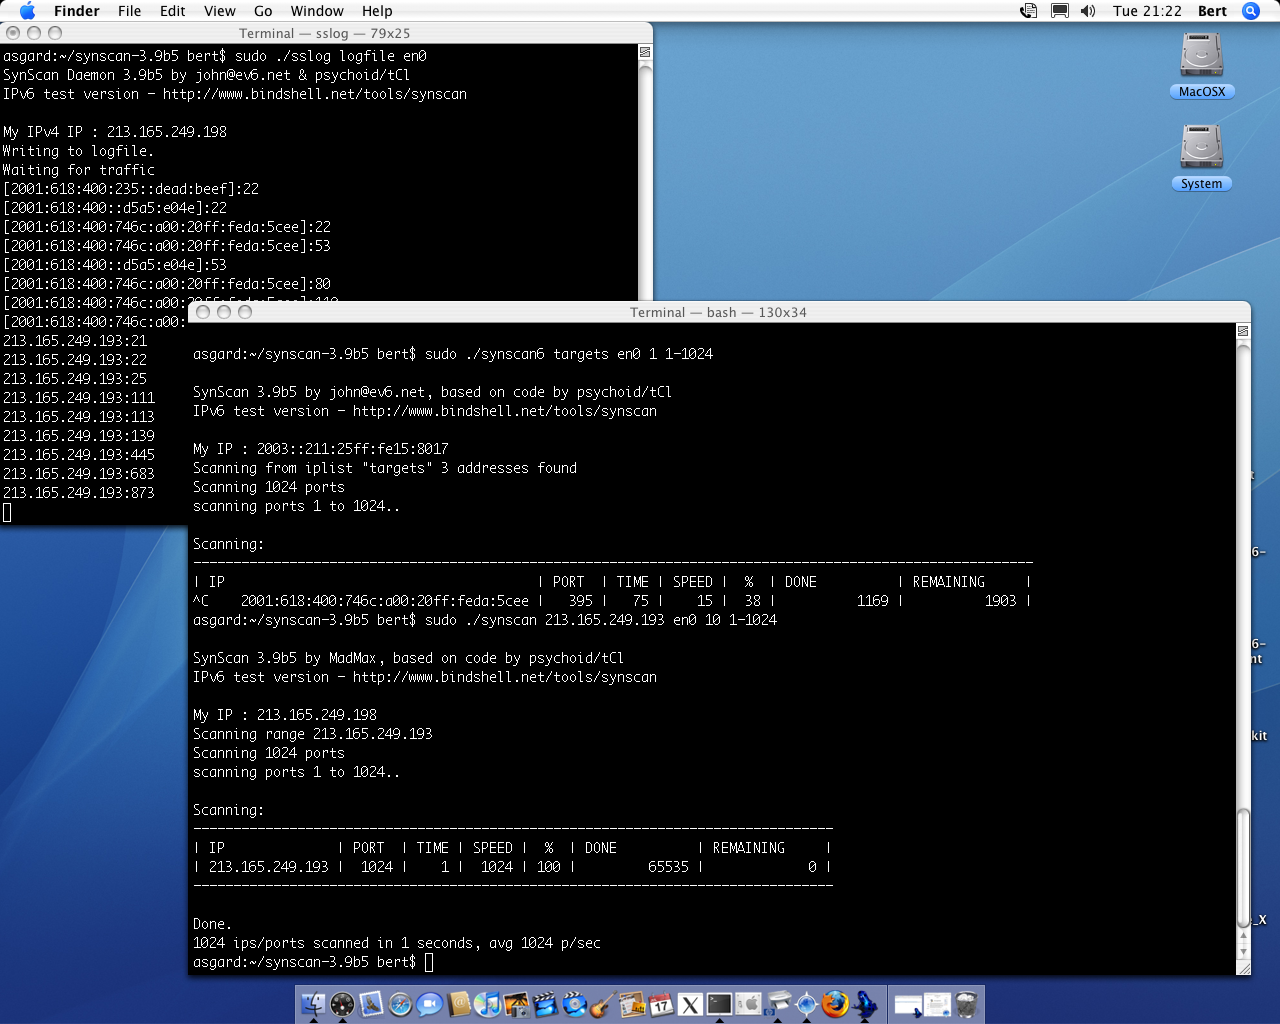 Finder File Edit View Go Window Help Tue 21:22 Bert
Terminal — sslog — 79x25
asgard:~/synscan-3.9b5 bert$ sudo ./sslog logfile en0
SynScan Daemon 3.9b5 by john@ev6.net & psychoid/tCl
IPv6 test version - http://www.bindshell.net/tools/synscan
My IPv4 IP : 213.165.249.198
Writing to logfile.
Waiting for traffic
[2001:618:400:235::dead:beef]:22
[2001:618:400::d5a5:e04e]:22
[2001:618:400:746c:a00:20ff:feda:5cee]:22
[2001:618:400:746c:a00:20ff:feda:5cee]:53
[2001:618:400::d5a5:e04e]:53
[2001:618:400:746c:a00:20ff:feda:5cee]:80
[2001:618:400:746c:a00:20ff:feda:5cee]:110
[2001:618:400:746c:a00:
213.165.249.193:21
213.165.249.193:22
213.165.249.193:25
213.165.249.193:111
213.165.249.193:113
213.165.249.193:139
213.165.249.193:445
213.165.249.193:683
213.165.249.193:873
MacOSX
System
Terminal — bash — 130x34
asgard:~/synscan-3.9b5 bert$ sudo ./synscan6 targets en0 1 1-1024
SynScan 3.9b5 by john@ev6.net, based on code by psychoid/tCl
IPv6 test version - http://www.bindshell.net/tools/synscan
My IP : 2003::211:25ff:fe15:8017
Scanning from iplist "targets" 3 addresses found
Scanning 1024 ports
scanning ports 1 to 1024..
Scanning:
| IP | PORT | TIME | SPEED | % | DONE | REMAINING |
^C 2001:618:400:746c:a00:20ff:feda:5cee | 395 | 75 | 15 | 38 | 1169 | 1903 |
asgard:~/synscan-3.9b5 bert$ sudo ./synscan 213.165.249.193 en0 10 1-1024
SynScan 3.9b5 by MadMax, based on code by psychoid/tCl
IPv6 test version - http://www.bindshell.net/tools/synscan
My IP : 213.165.249.198
Scanning range 213.165.249.193
Scanning 1024 ports
scanning ports 1 to 1024..
Scanning:
| IP | PORT | TIME | SPEED | % | DONE | REMAINING |
| 213.165.249.193 | 1024 | 1 | 1024 | 100 | 65535 | 0 |
Done.
1024 ips/ports scanned in 1 seconds, avg 1024 p/sec
asgard:~/synscan-3.9b5 bert$
17